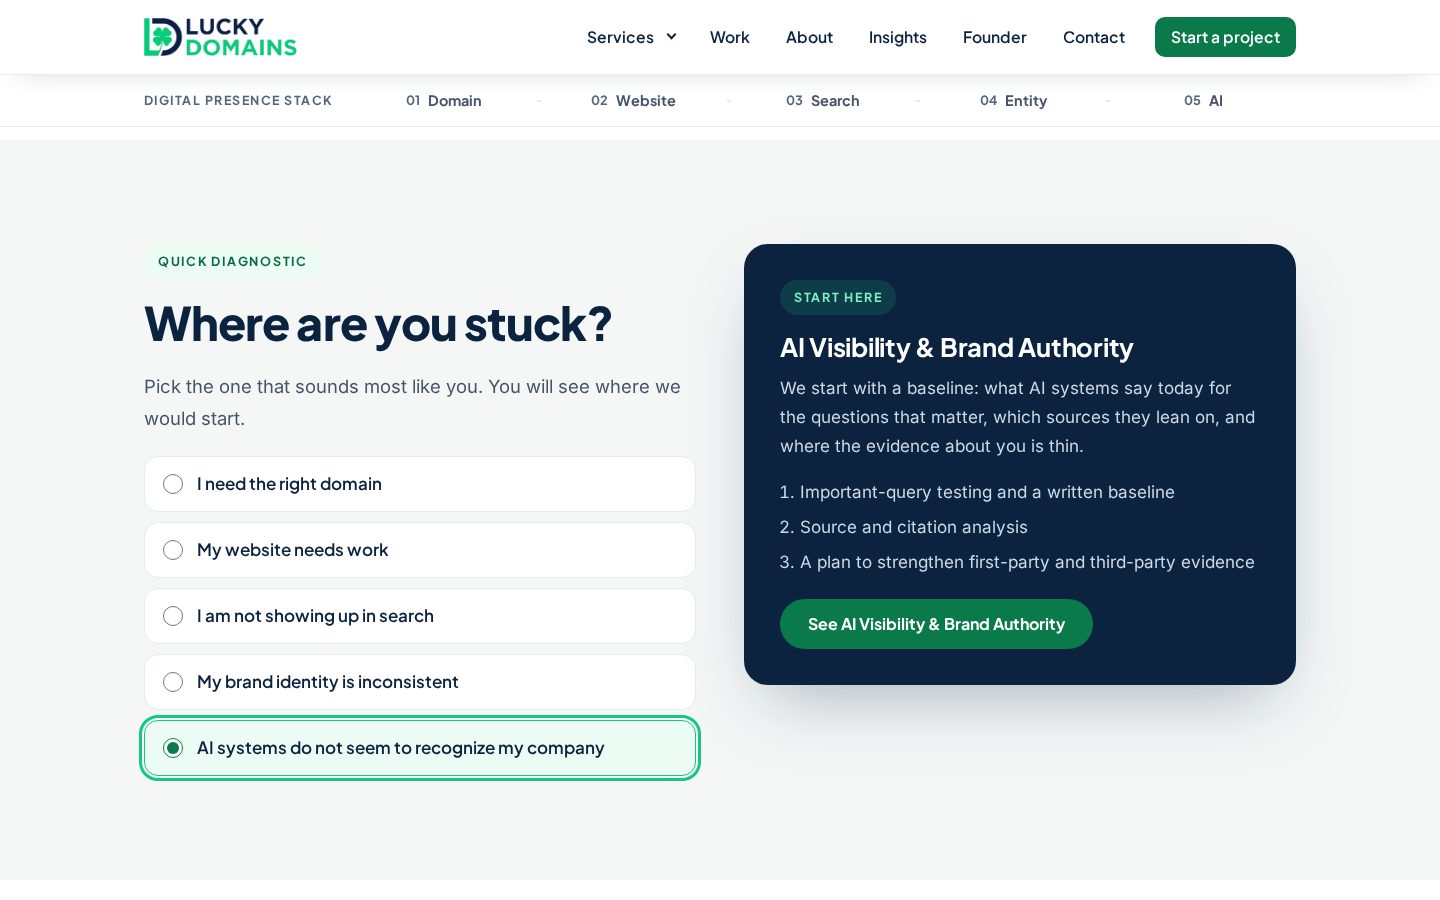 LUCKY
DOMAINS
Services
Work
About
Insights
Founder
Contact
Start a project
DIGITAL PRESENCE STACK
01 Domain
02 Website
03 Search
04 Entity
05 AI
QUICK DIAGNOSTIC
Where are you stuck?
Pick the one that sounds most like you. You will see where we
would start.
I need the right domain
My website needs work
I am not showing up in search
My brand identity is inconsistent
AI systems do not seem to recognize my company
START HERE
AI Visibility & Brand Authority
We start with a baseline: what AI systems say today for
the questions that matter, which sources they lean on, and
where the evidence about you is thin.
1. Important-query testing and a written baseline
2. Source and citation analysis
3. A plan to strengthen first-party and third-party evidence
See AI Visibility & Brand Authority